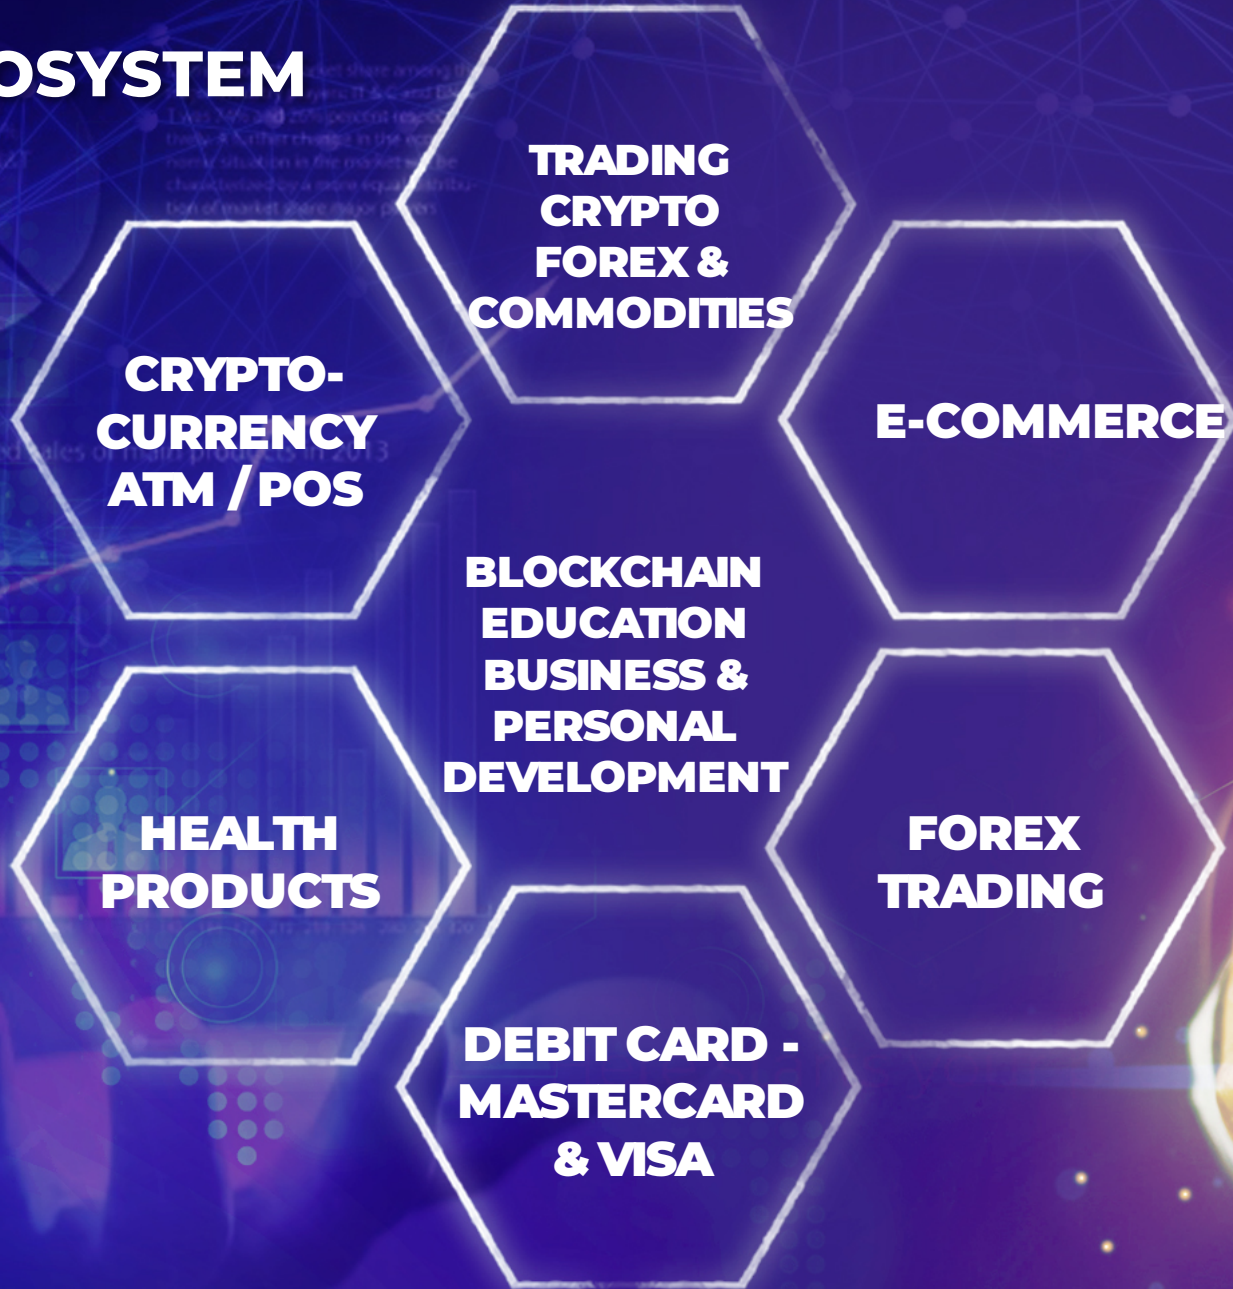 OSYSTEM
TRADING
CRYPTO
FOREX &
COMMODITIES
CRYPTO-
CURRENCY
ATM / POS
E-COMMERCE
BLOCKCHAIN
EDUCATION
BUSINESS &
PERSONAL
DEVELOPMENT
HEALTH
PRODUCTS
FOREX
TRADING
DEBIT CARD -
MASTERCARD
& VISA